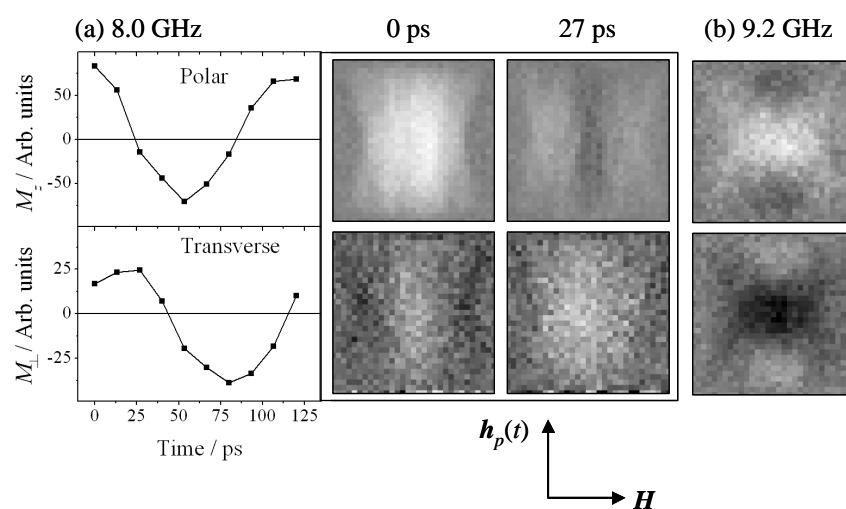 (a) 8.0 GHz
0 ps
27 ps
(b) 9.2 GHz
Polar
50
0
-50
M_z / Arb. units
Transverse
25
0
-25
M_⊥ / Arb. units
0 25 50 75 100 125
Time / ps
h_p(t)
H